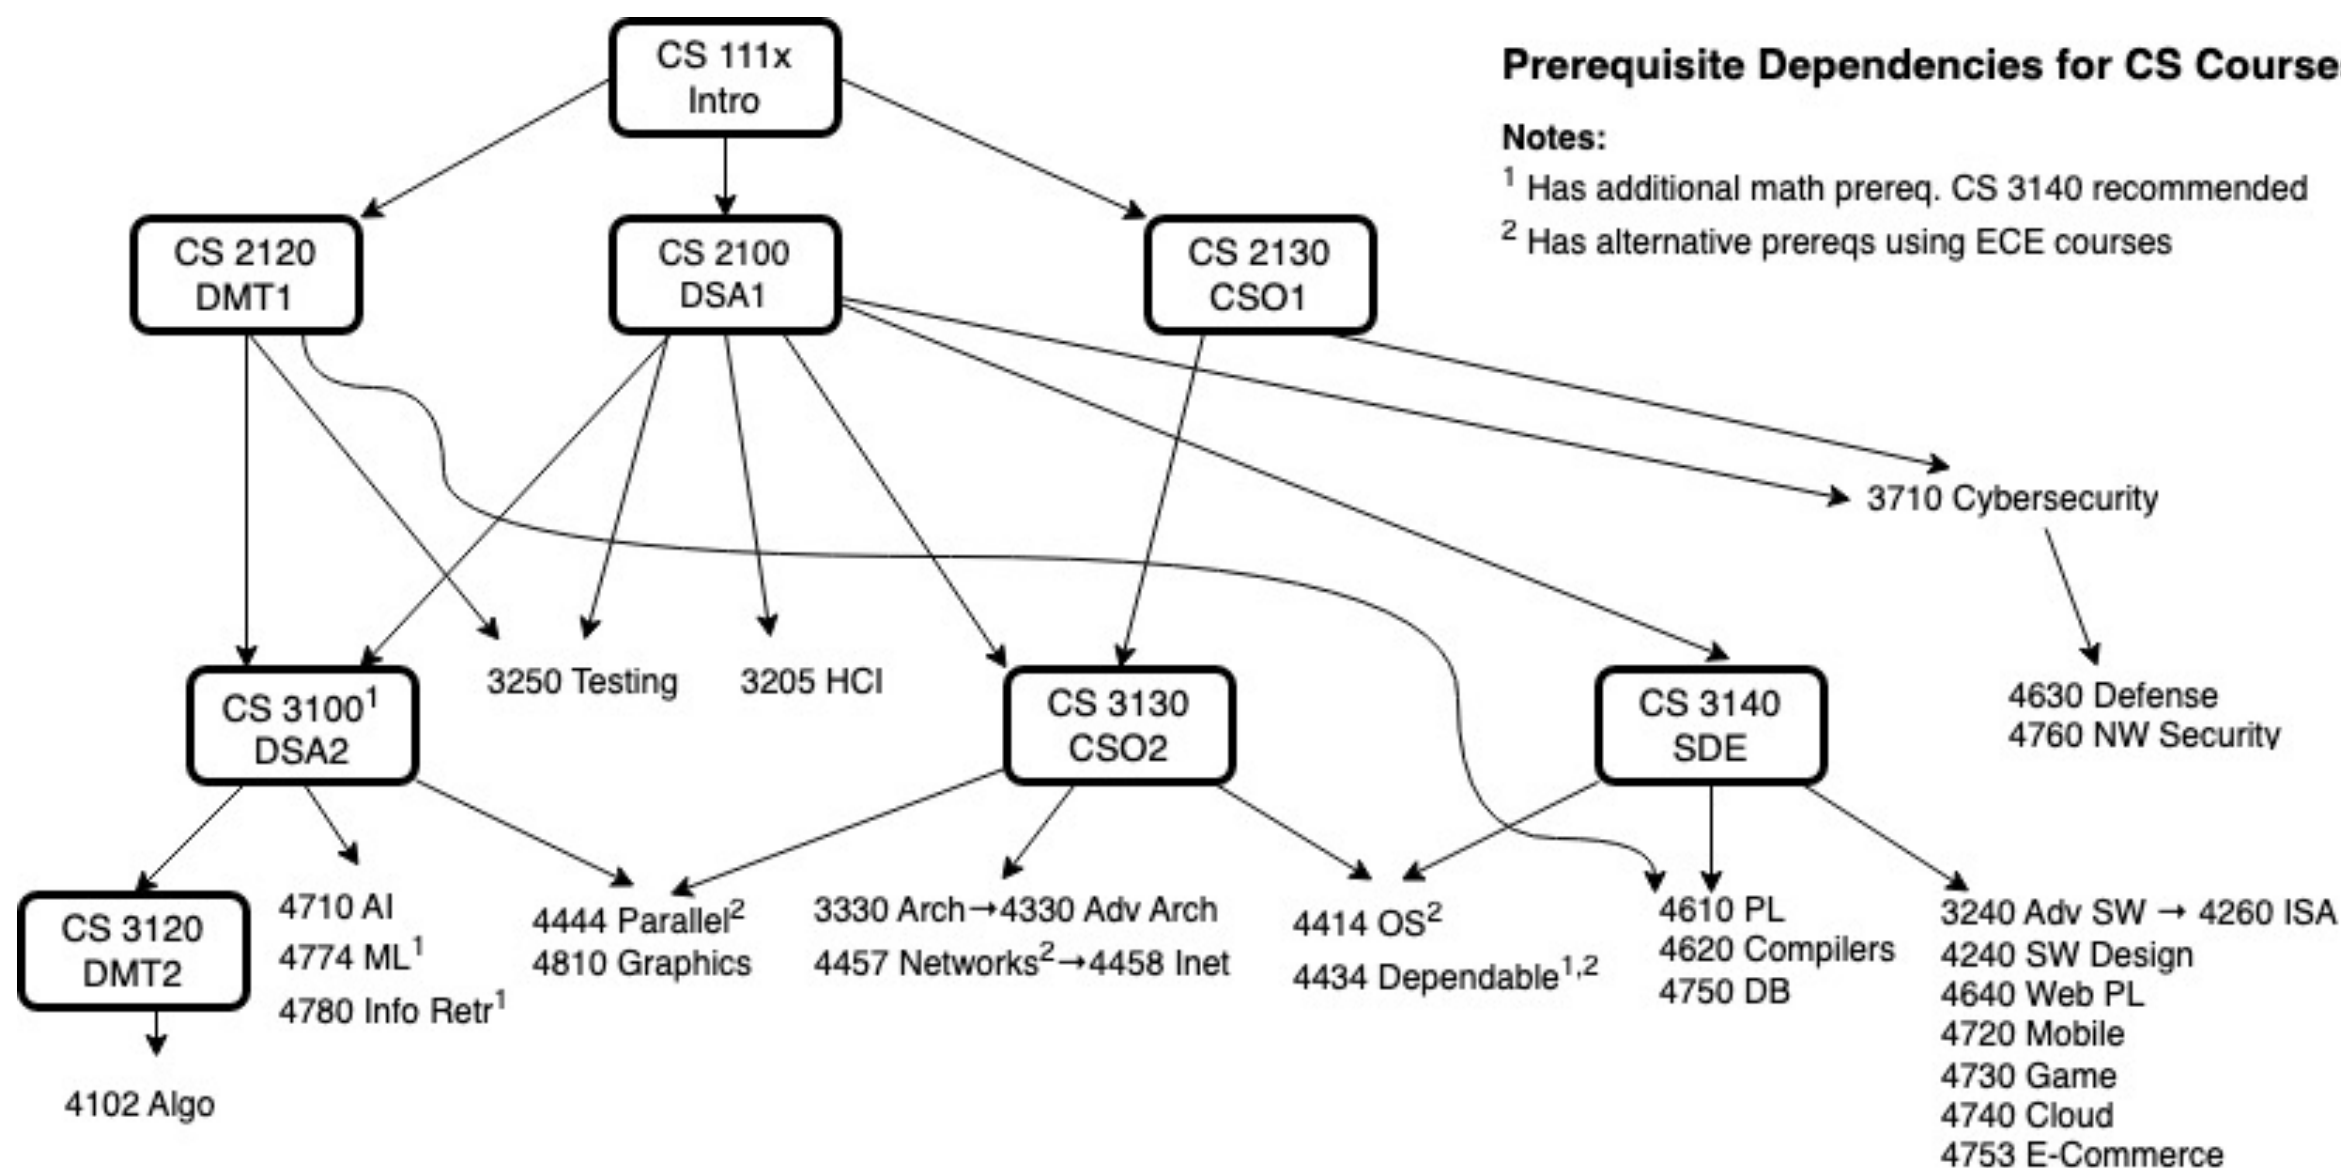 CS 111x
Intro
Prerequisite Dependencies for CS Course
Notes:
1 Has additional math prereq. CS 3140 recommended
2 Has alternative prereqs using ECE courses
CS 2120
DMT1
CS 2100
DSA1
CS 2130
CSO1
3710 Cybersecurity
CS 3100¹
DSA2
3250 Testing
3205 HCI
CS 3130
CSO2
CS 3140
SDE
4630 Defense
4760 NW Security
CS 3120
DMT2
4710 AI
4774 ML¹
4780 Info Retr¹
4444 Parallel²
4810 Graphics
3330 Arch→4330 Adv Arch
4457 Networks²→4458 Inet
4414 OS²
4434 Dependable¹,²
4610 PL
4620 Compilers
4750 DB
3240 Adv SW → 4260 ISA
4240 SW Design
4640 Web PL
4720 Mobile
4730 Game
4740 Cloud
4753 E-Commerce
4102 Algo